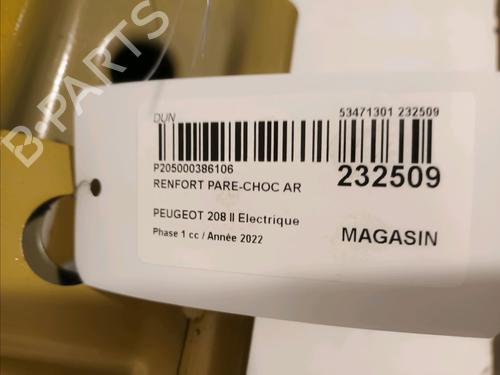 DUN
53471301 232509
P205000386106
RENFORT PARE-CHOC AR
232509
PEUGEOT 208 II Electrique
Phase 1 cc / Année 2022
MAGASIN
B-PARTS